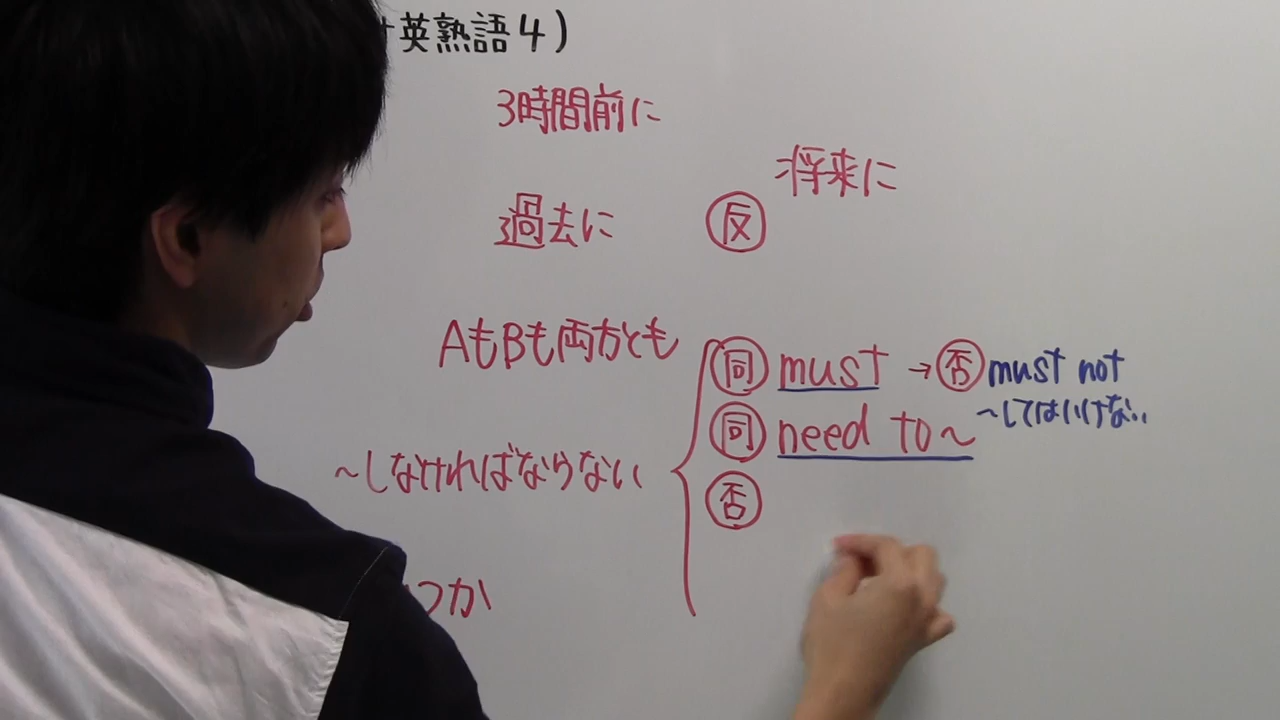 英熟語4)
3時間前に
将来に
過去に 反
AもBも両方とも
同 must → 否 must not
～してはいけない
同 need to～
～しなければならない
否
つか